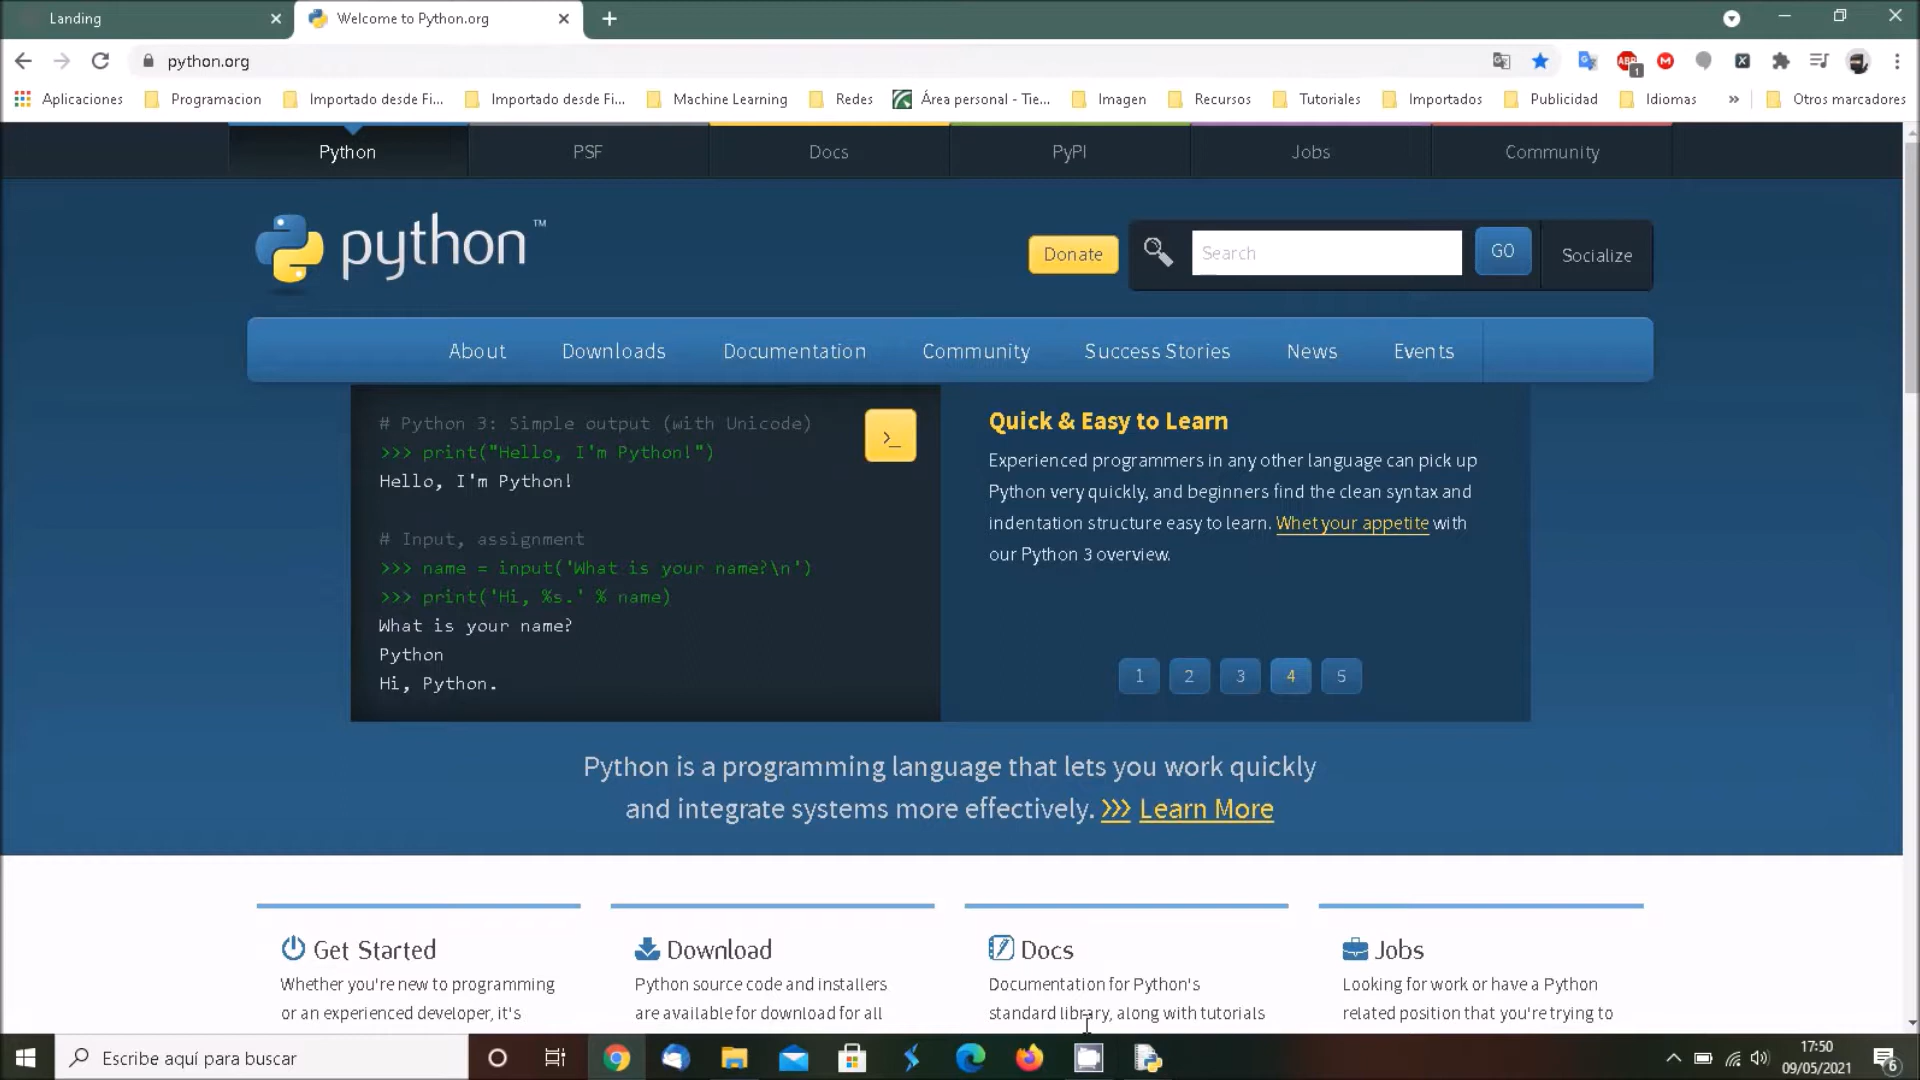 Landing
Welcome to Python.org
python.org
ABP
1
Aplicaciones
Programacion
Importado desde Fi...
Importado desde Fi...
Machine Learning
Redes
Área personal - Tie...
Imagen
Recursos
Tutoriales
Importados
Publicidad
Idiomas
»
Otros marcadores
Python
PSF
Docs
PyPI
Jobs
Community
python™
Donate
Search
GO
Socialize
About
Downloads
Documentation
Community
Success Stories
News
Events
# Python 3: Simple output (with Unicode)
>>> print("Hello, I'm Python!")
Hello, I'm Python!
# Input, assignment
>>> name = input('What is your name?\n')
>>> print('Hi, %s.' % name)
What is your name?
Python
Hi, Python.
>_
Quick & Easy to Learn
Experienced programmers in any other language can pick up
Python very quickly, and beginners find the clean syntax and
indentation structure easy to learn. Whet your appetite with
our Python 3 overview.
1
2
3
4
5
Python is a programming language that lets you work quickly
and integrate systems more effectively. >>> Learn More
Get Started
Whether you're new to programming
or an experienced developer, it's
Download
Python source code and installers
are available for download for all
Docs
Documentation for Python's
standard library, along with tutorials
Jobs
Looking for work or have a Python
related position that you're trying to
Escribe aquí para buscar
17:50
09/05/2021
6